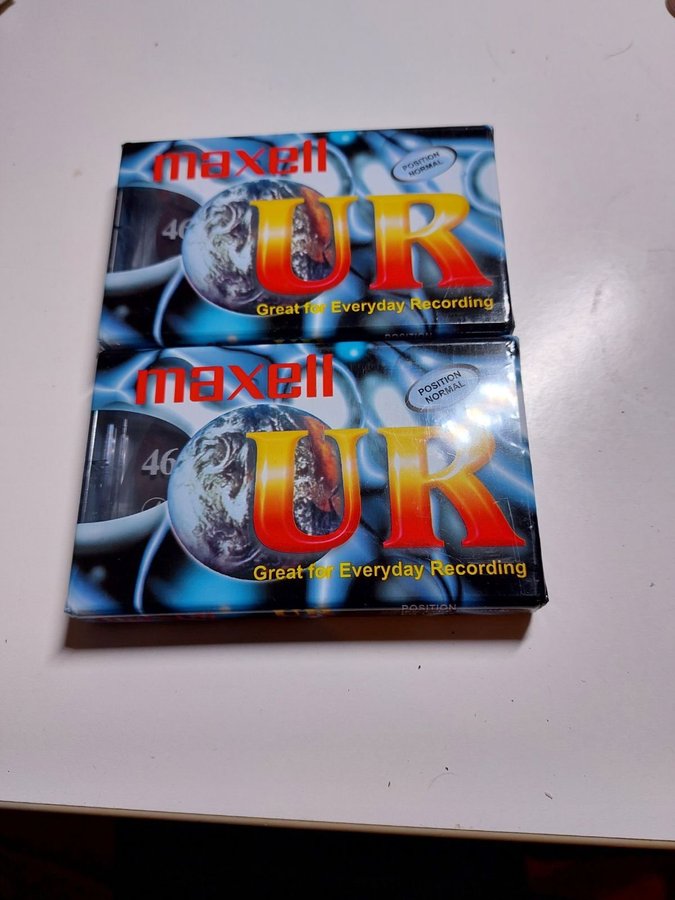 maxell
POSITION
NORMAL
46
UR
Great for Everyday Recording
POSITION
maxell
POSITION
NORMAL
46
UR
Great for Everyday Recording
POSITION